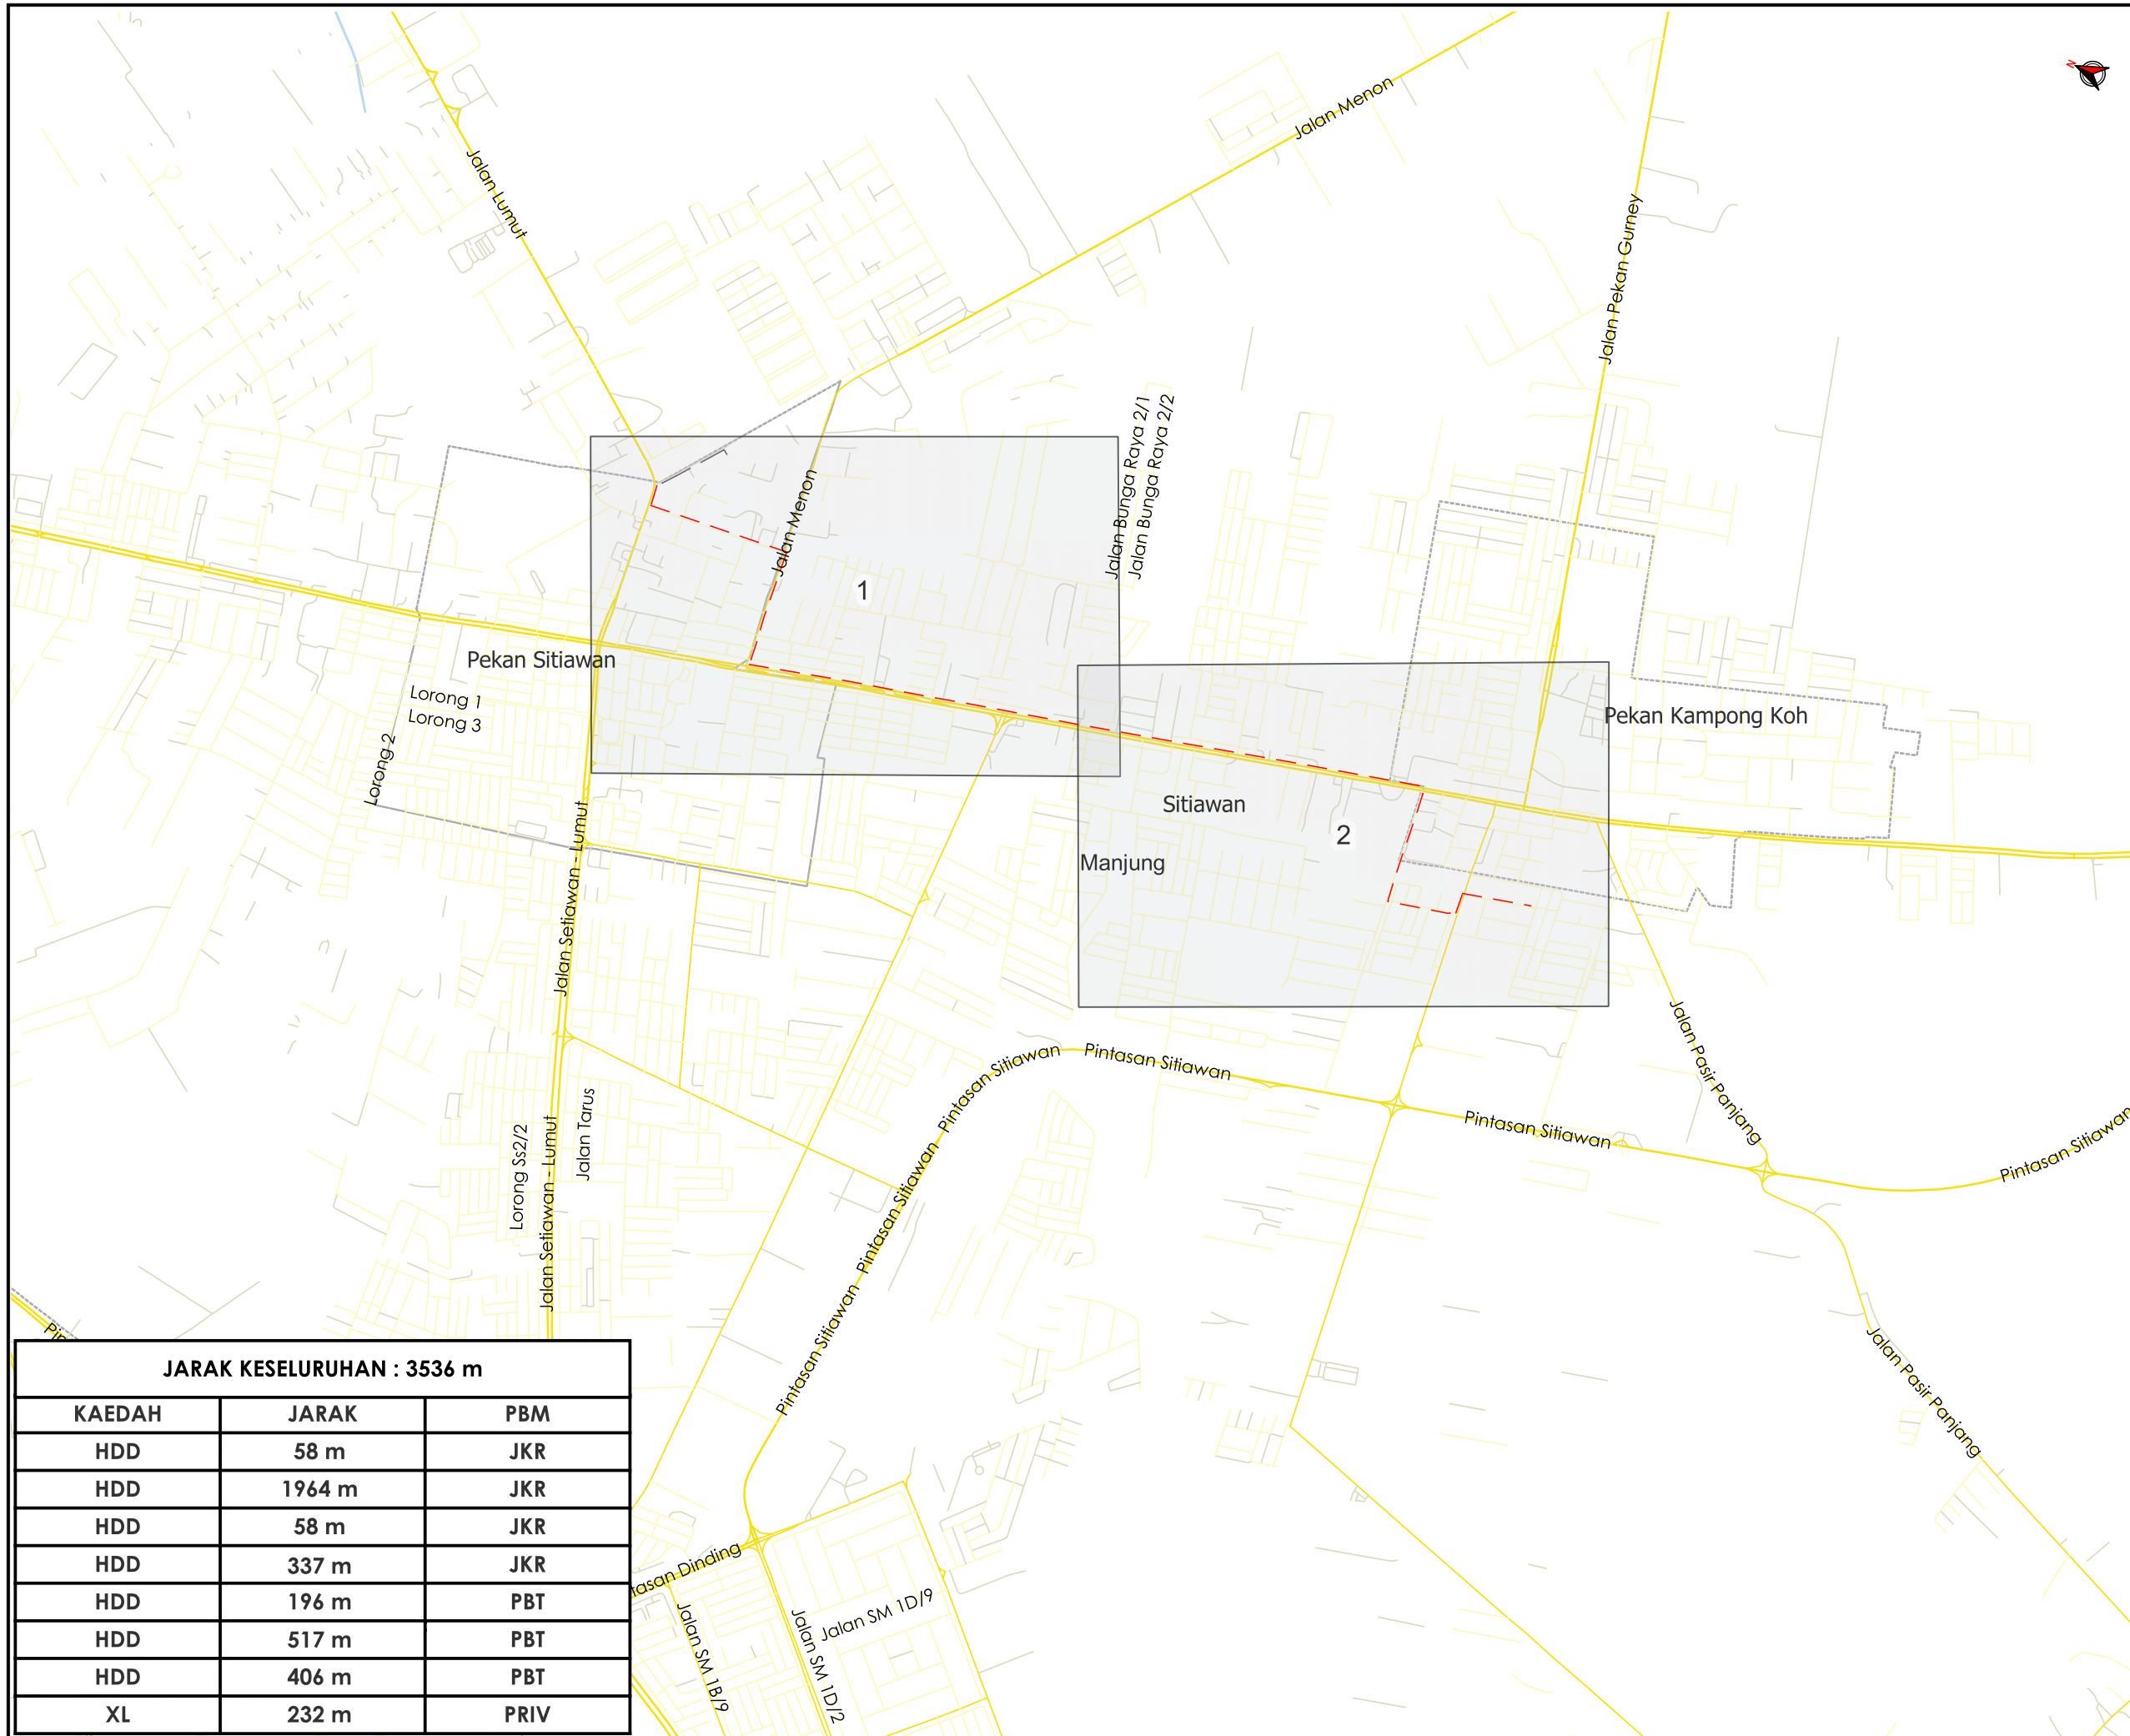 N
Jalan Menon
Jalan Lumut
Jalan Pekan Gurney
Jalan Bunga Raya 2/1
Jalan Bunga Raya 2/2
Jalan Menon
1
Pekan Sitiawan
Lorong 1
Lorong 3
Lorong 2
Pekan Kampong Koh
Sitiawan
2
Manjung
Jalan Setiawan - Lumut
Jalan Pasir Panjang
Pintasan Sitiawan
Pintasan Sitiawan
Pintasan Sitiawan
Pintasan Sitiawan
Pintasan Sitiawan
Pintasan Sitiawan
Jalan Tarus
Lorong Ss2/2
Jalan Setiawan - Lumut
Jalan Pasir Panjang
Pin
JARAK KESELURUHAN : 3536 m
KAEDAH JARAK PBM
HDD 58 m JKR
HDD 1964 m JKR
HDD 58 m JKR
HDD 337 m JKR
HDD 196 m PBT
HDD 517 m PBT
HDD 406 m PBT
XL 232 m PRIV
tasan Dinding
Jalan SM 1D/9
Jalan SM 1B/9
Jalan SM 1D/2